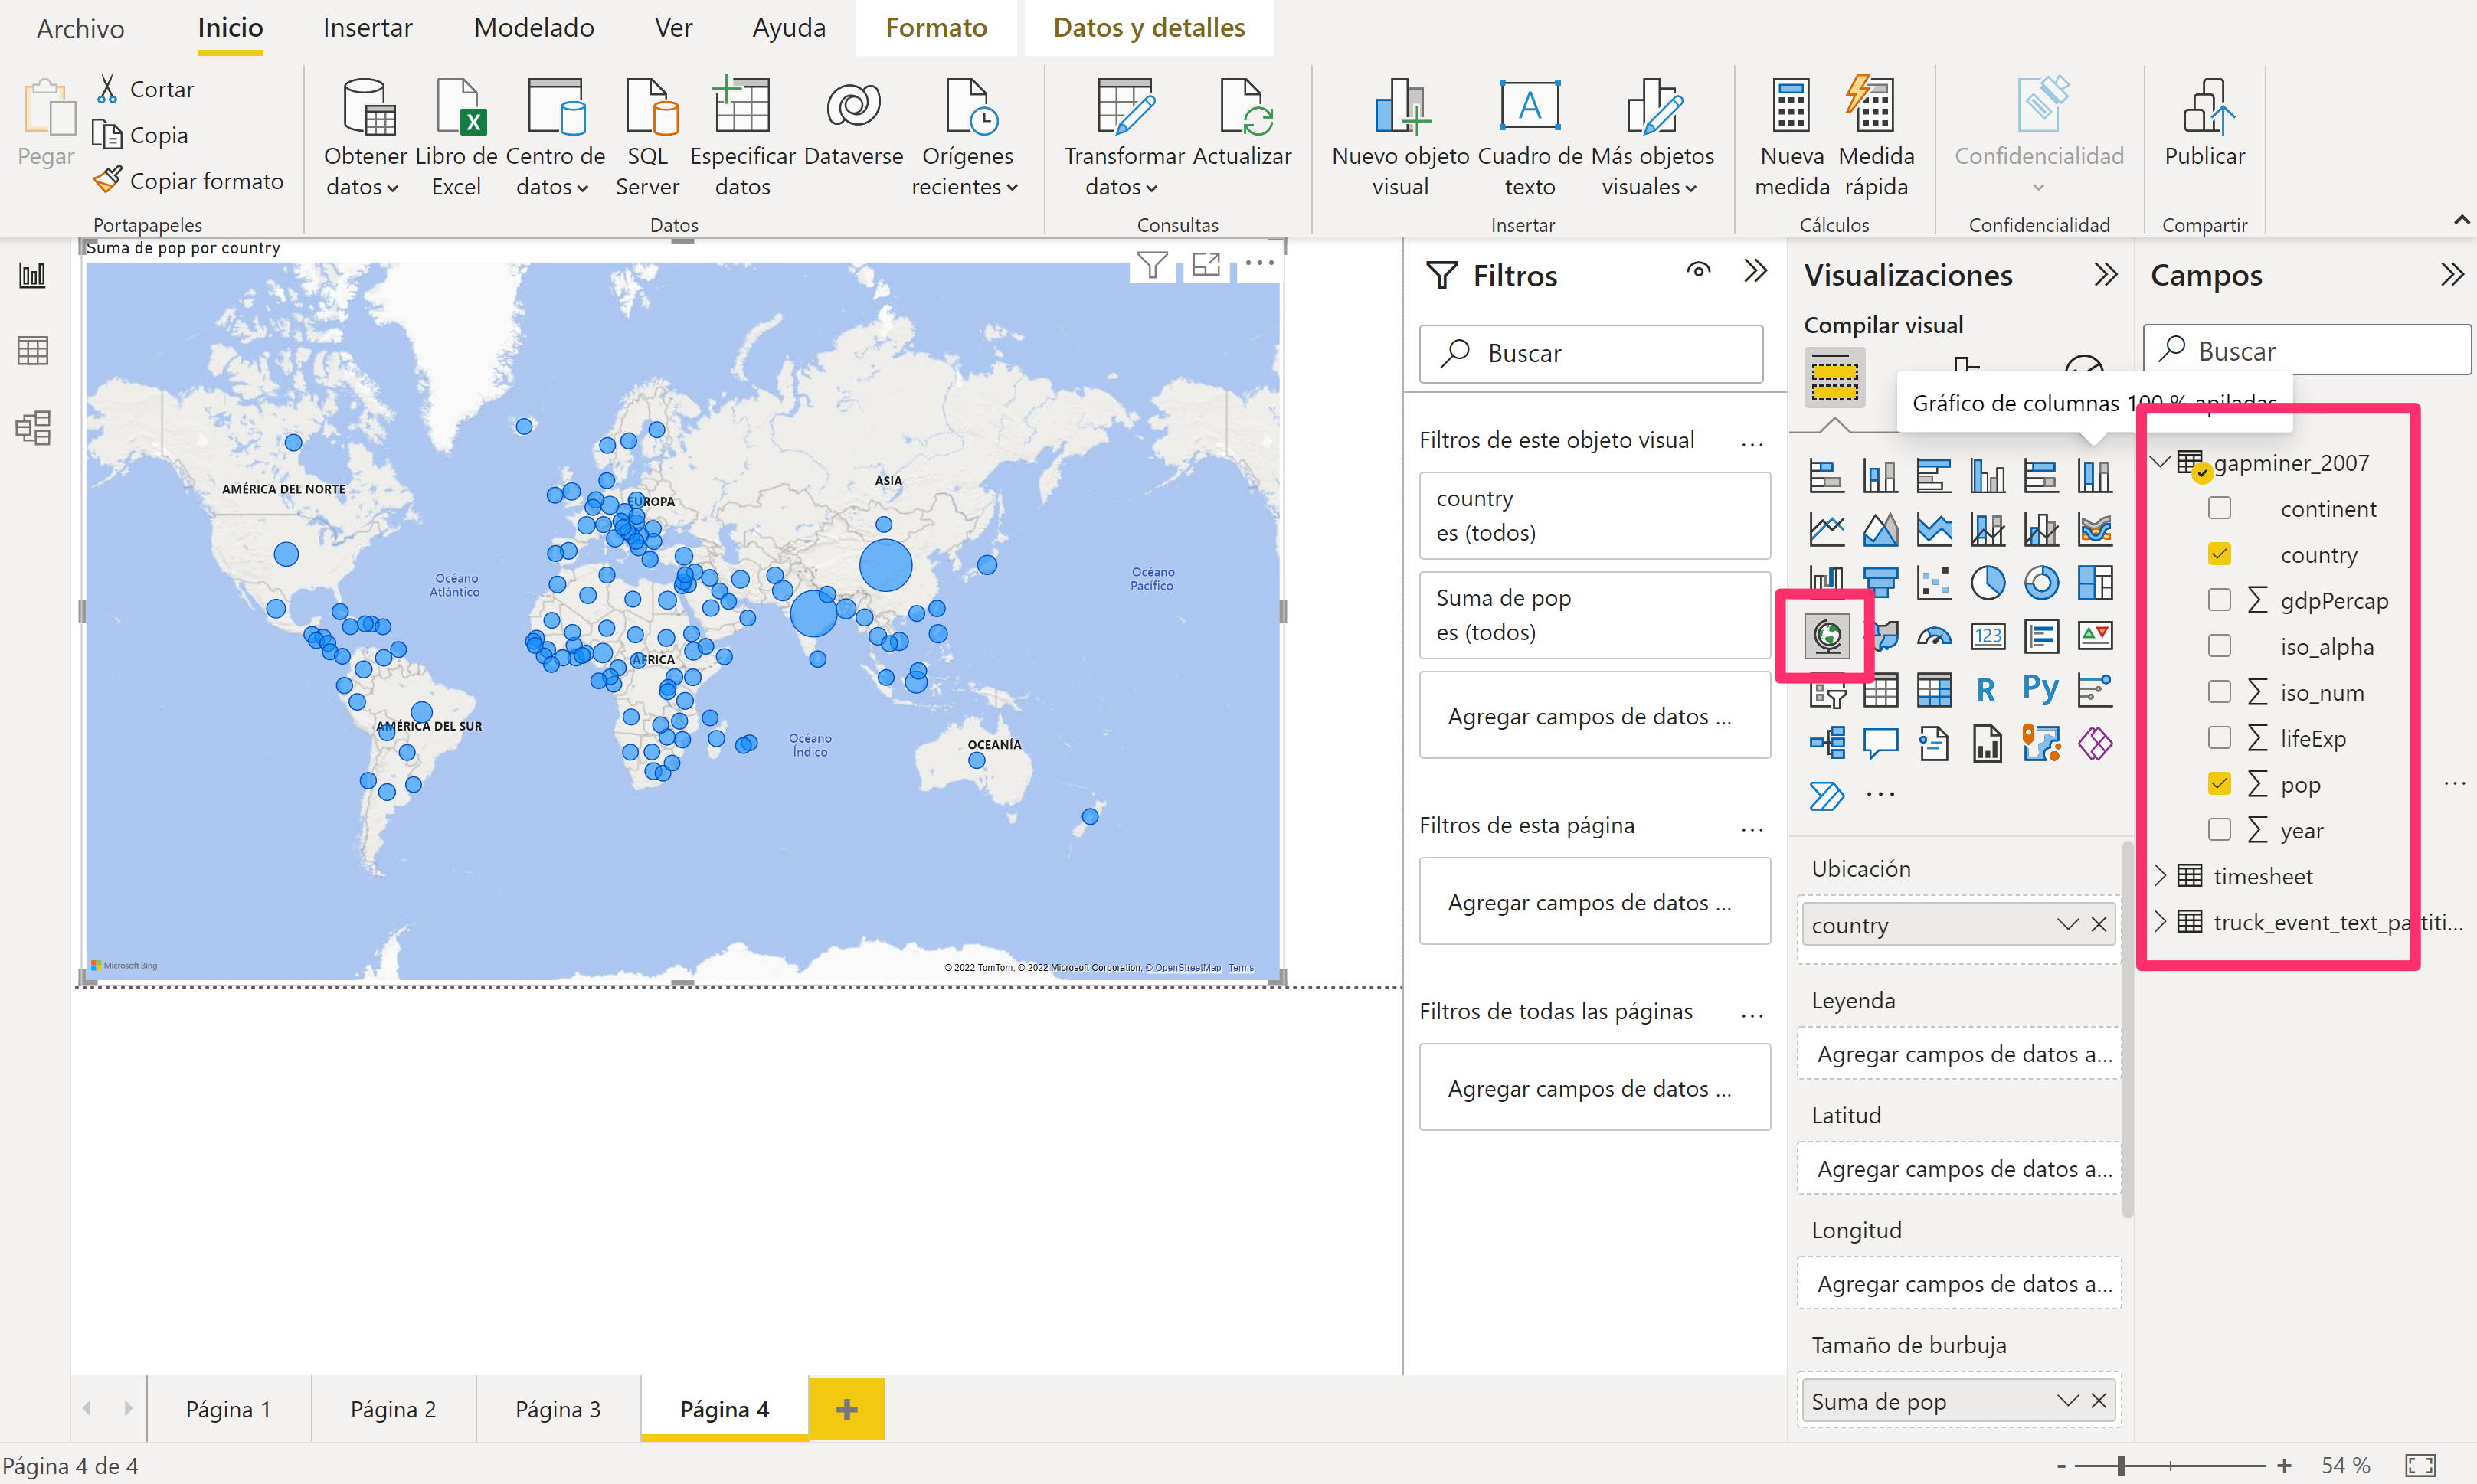 Archivo
Inicio
Insertar
Modelado
Ver
Ayuda
Formato
Datos y detalles
Pegar
Cortar
Copia
Copiar formato
Portapapeles
Obtener
datos
Libro de
Excel
Centro de
datos
SQL
Server
Especificar
datos
Dataverse
Orígenes
recientes
Datos
Transformar
datos
Actualizar
Consultas
Nuevo objeto
visual
Cuadro de
texto
Más objetos
visuales
Insertar
Nueva
medida
Medida
rápida
Cálculos
Confidencialidad
Confidencialidad
Publicar
Compartir
Suma de pop por country
AMÉRICA DEL NORTE
EUROPA
ASIA
Océano
Atlántico
Océano
Pacífico
ÁFRICA
AMÉRICA DEL SUR
Océano
Índico
OCEANÍA
Microsoft Bing
© 2022 TomTom, © 2022 Microsoft Corporation, © OpenStreetMap Terms
Filtros
Buscar
Filtros de este objeto visual
...
country
es (todos)
Suma de pop
es (todos)
Agregar campos de datos ...
Filtros de esta página
...
Agregar campos de datos ...
Filtros de todas las páginas
...
Agregar campos de datos ...
Visualizaciones
Compilar visual
Gráfico de columnas 100 % apiladas
123
R
Py
...
Ubicación
country
Leyenda
Agregar campos de datos a...
Latitud
Agregar campos de datos a...
Longitud
Agregar campos de datos a...
Tamaño de burbuja
Suma de pop
Campos
Buscar
gapminer_2007
continent
country
∑ gdpPercap
iso_alpha
∑ iso_num
∑ lifeExp
∑ pop
...
∑ year
timesheet
truck_event_text_partiti...
Página 1
Página 2
Página 3
Página 4
+
Página 4 de 4
- + 54 %